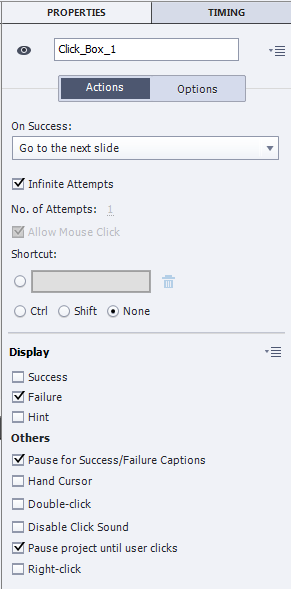 PROPERTIES TIMING
Click_Box_1
Actions Options
On Success:
Go to the next slide
Infinite Attempts
No. of Attempts: 1
Allow Mouse Click
Shortcut:
Ctrl Shift None
Display
Success
Failure
Hint
Others
Pause for Success/Failure Captions
Hand Cursor
Double-click
Disable Click Sound
Pause project until user clicks
Right-click